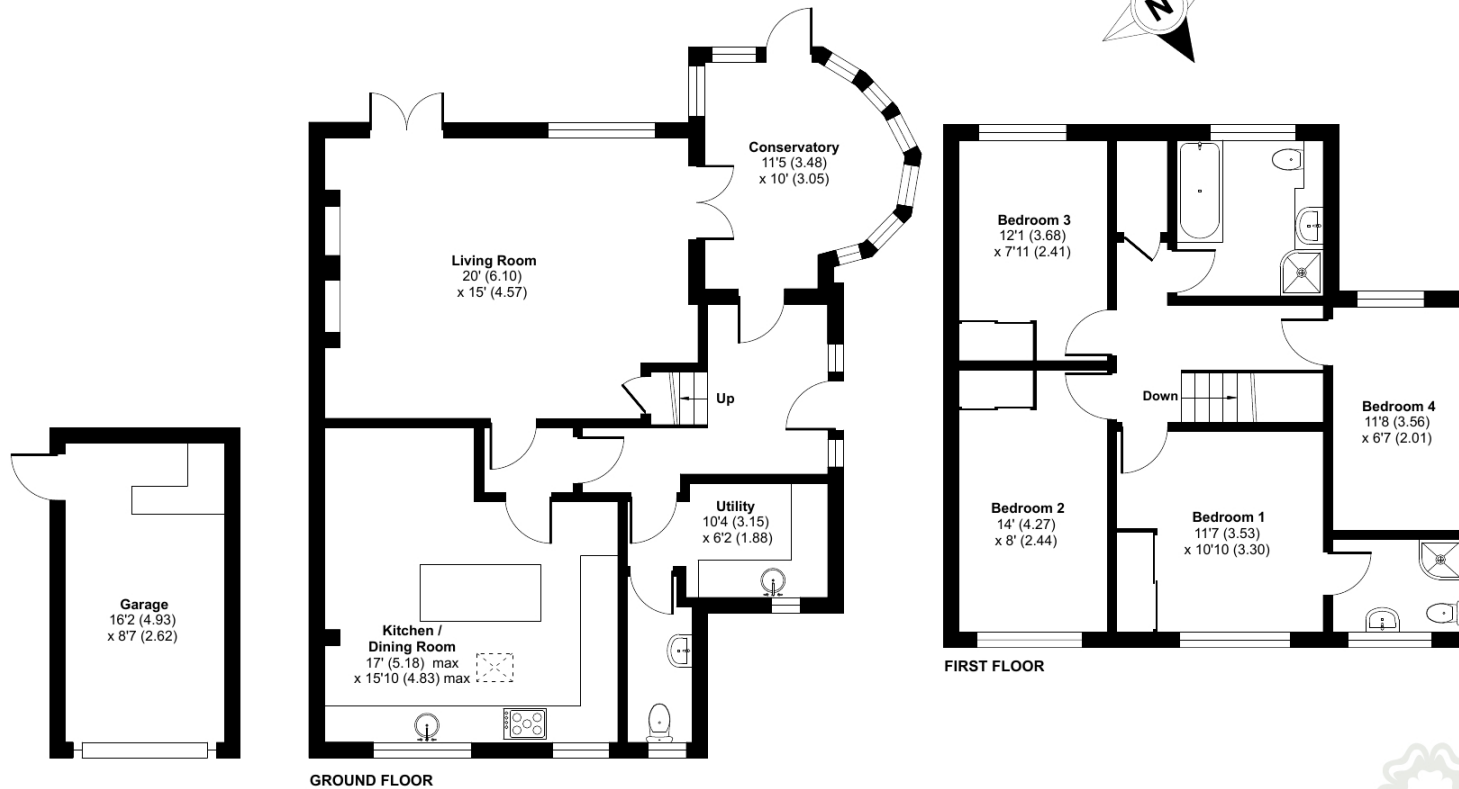 N
Conservatory
11'5 (3.48)
x 10' (3.05)
Living Room
20' (6.10)
x 15' (4.57)
Up
Utility
10'4 (3.15)
x 6'2 (1.88)
Kitchen /
Dining Room
17' (5.18) max
x 15'10 (4.83) max
Garage
16'2 (4.93)
x 8'7 (2.62)
GROUND FLOOR
Bedroom 3
12'1 (3.68)
x 7'11 (2.41)
Down
Bedroom 4
11'8 (3.56)
x 6'7 (2.01)
Bedroom 2
14' (4.27)
x 8' (2.44)
Bedroom 1
11'7 (3.53)
x 10'10 (3.30)
FIRST FLOOR